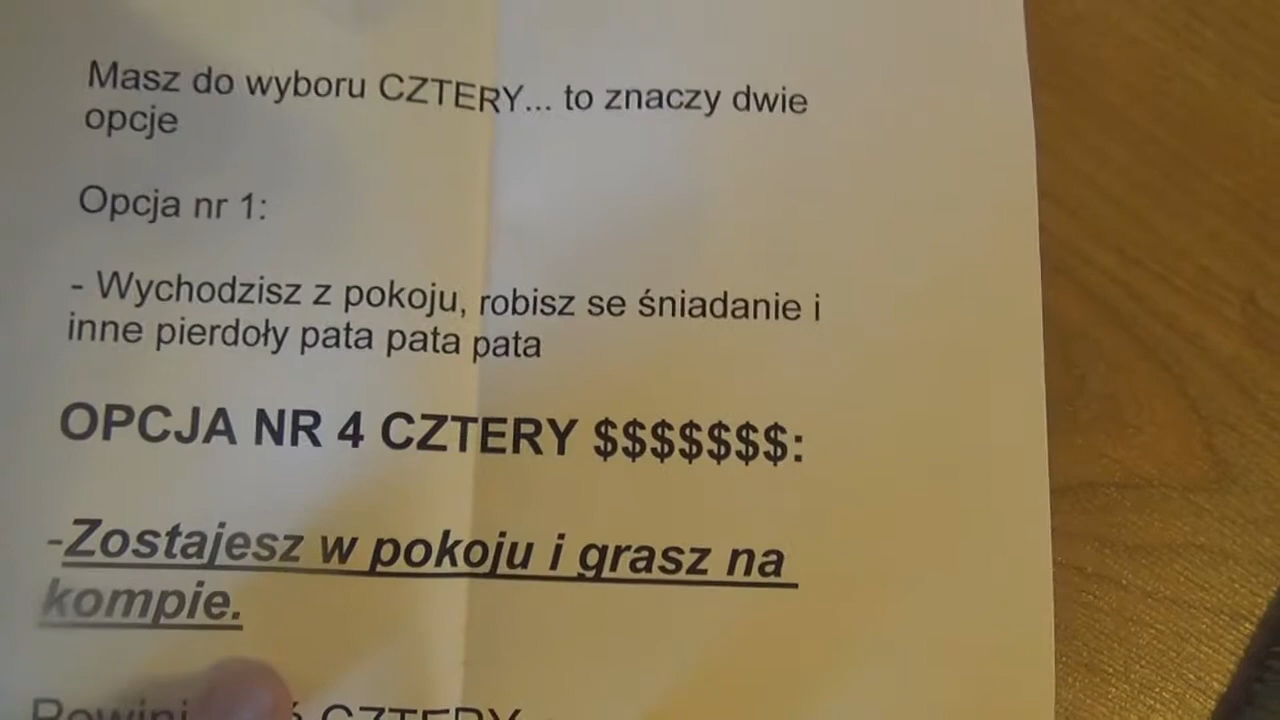 Masz do wyboru CZTERY... to znaczy dwie
opcje
Opcja nr 1:
- Wychodzisz z pokoju, robisz se śniadanie i
inne pierdoły pata pata pata
OPCJA NR 4 CZTERY $$$$$$$:
-Zostajesz w pokoju i grasz na
kompie.
CZTERY